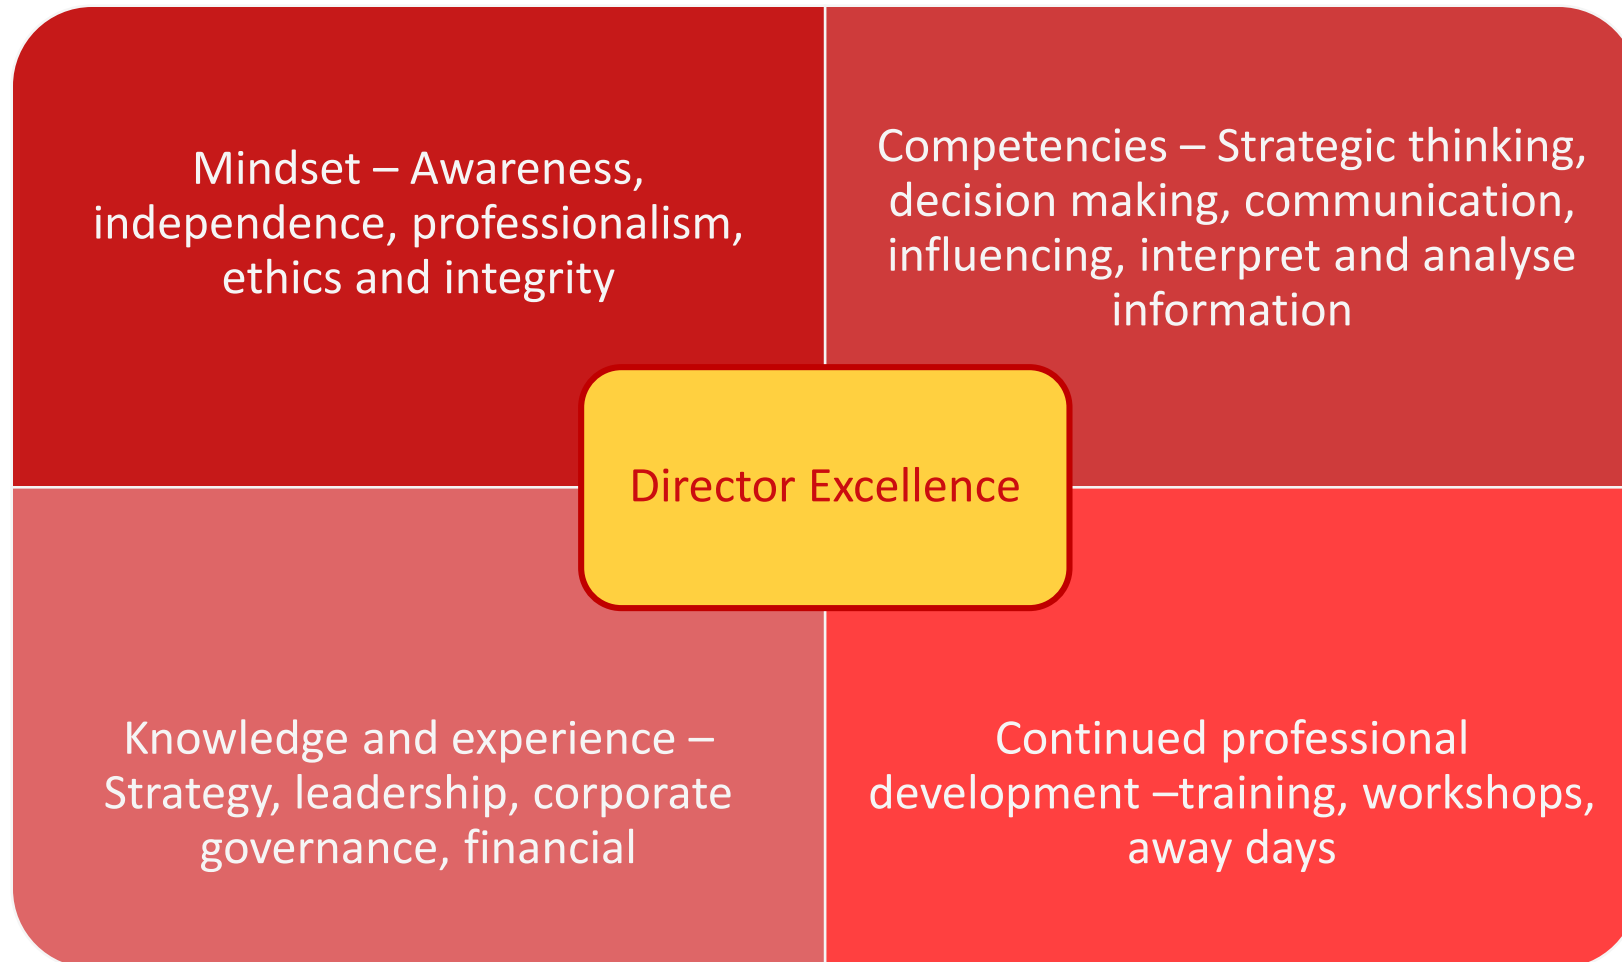 Mindset – Awareness,
independence, professionalism,
ethics and integrity
Competencies – Strategic thinking,
decision making, communication,
influencing, interpret and analyse
information
Director Excellence
Knowledge and experience –
Strategy, leadership, corporate
governance, financial
Continued professional
development –training, workshops,
away days